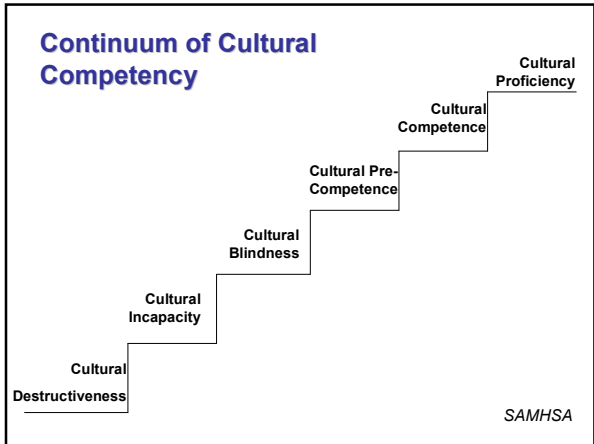 Continuum of Cultural
Competency
Cultural
Proficiency
Cultural
Competence
Cultural Pre-
Competence
Cultural
Blindness
Cultural
Incapacity
Cultural
Destructiveness
SAMHSA